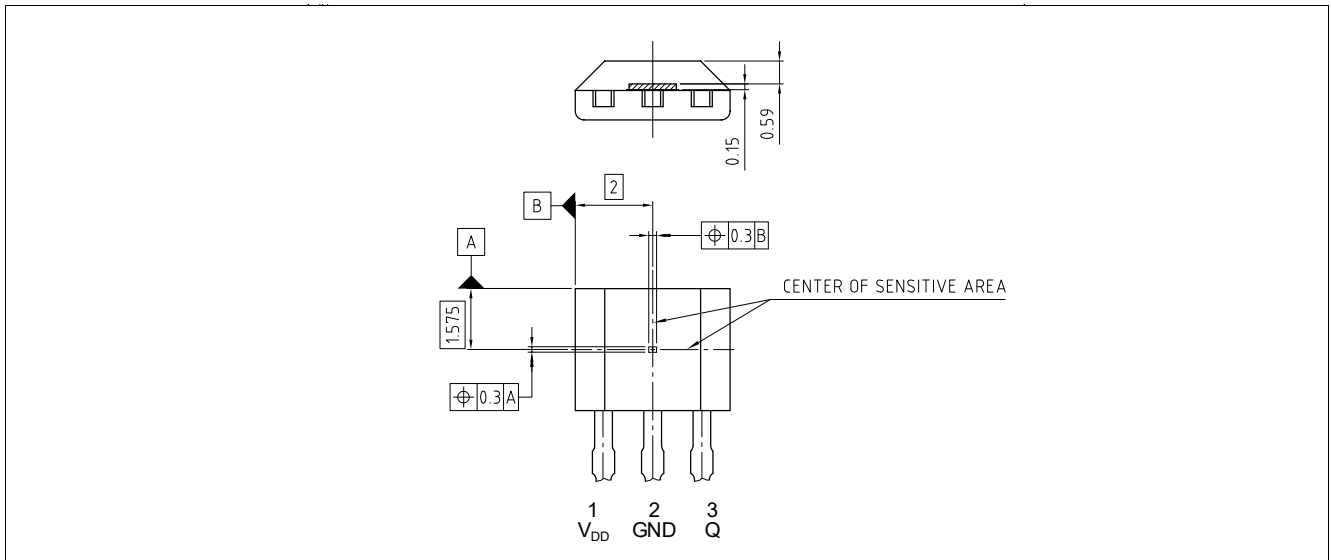 0.59
0.15
2
B
⌖ 0.3 B
A
CENTER OF SENSITIVE AREA
1.575
⌖ 0.3 A
1 2 3
VDD GND Q